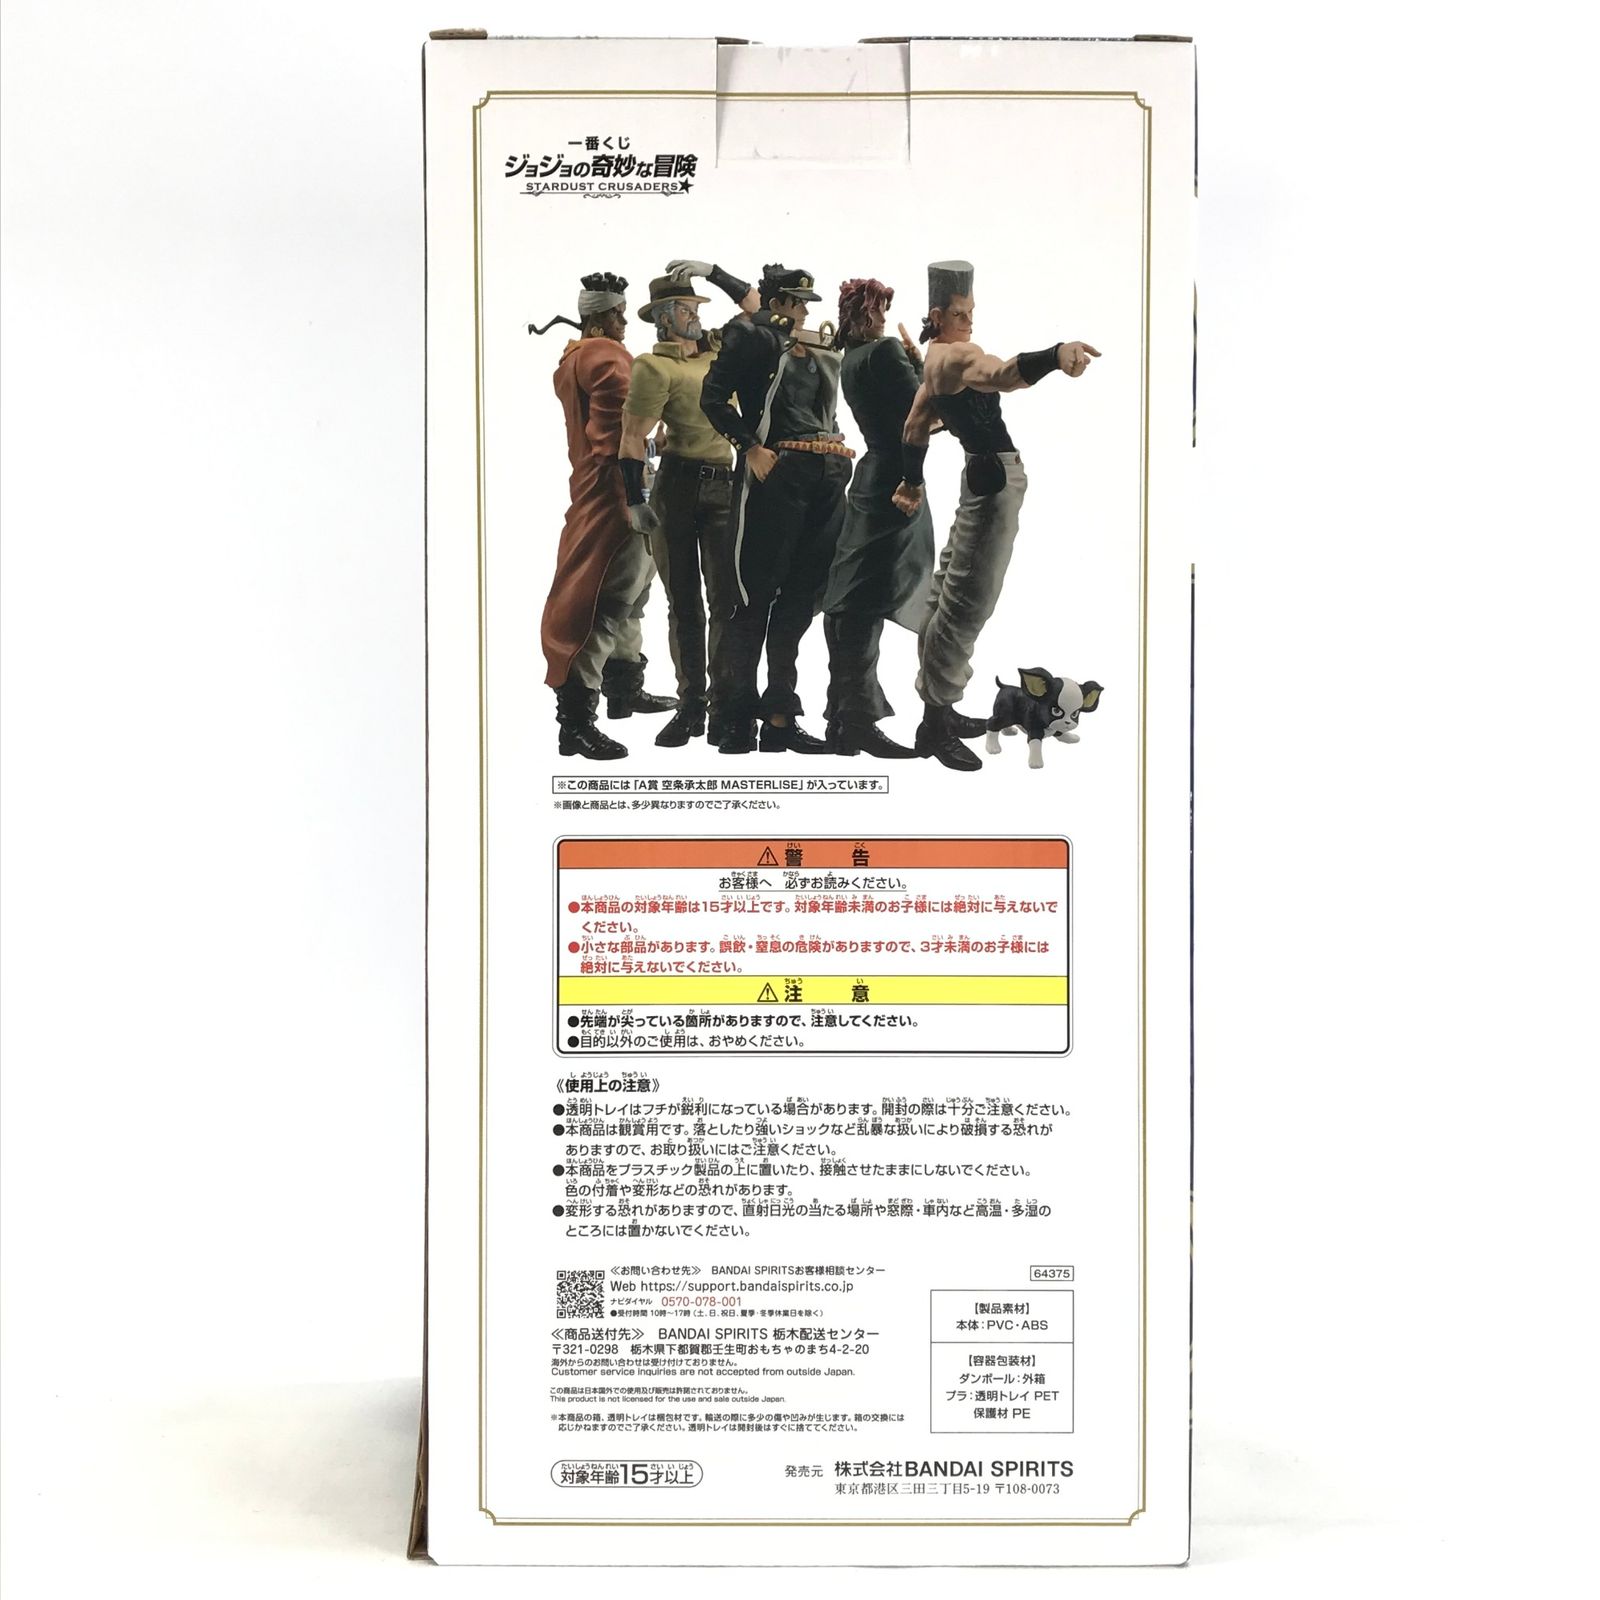 一番くじ
ジョジョの奇妙な冒険
STARDUST CRUSADERS★
※この商品には「A賞 空条承太郎 MASTERLISE」が入っています。
※画像と商品とは、多少異なりますのでご了承ください。
⚠警告
お客様へ 必ずお読みください。
●本商品の対象年齢は15才以上です。対象年齢未満のお子様には絶対に与えないで
ください。
●小さな部品があります。誤飲・窒息の危険がありますので、3才未満のお子様には
絶対に与えないでください。
⚠注意
●先端が尖っている箇所がありますので、注意してください。
●目的以外のご使用は、おやめください。
《使用上の注意》
●透明トレイはフチが鋭利になっている場合があります。開封の際は十分ご注意ください。
●本商品は観賞用です。落としたり強いショックなど乱暴な扱いにより破損する恐れが
ありますので、お取り扱いにはご注意ください。
●本商品をプラスチック製品の上に置いたり、接触させたままにしないでください。
色の付着や変形などの恐れがあります。
●変形する恐れがありますので、直射日光の当たる場所や窓際・車内など高温・多湿の
ところには置かないでください。
≪お問い合わせ先≫ BANDAI SPIRITSお客様相談センター
Web https://support.bandaispirits.co.jp
ナビダイヤル 0570-078-001
●受付時間 10時～17時(土、日、祝日、夏季・冬季休業日を除く)
≪商品送付先≫ BANDAI SPIRITS 栃木配送センター
〒321-0298 栃木県下都賀郡壬生町おもちゃのまち4-2-20
海外からのお問い合わせは受け付けておりません。
Customer service inquiries are not accepted from outside Japan.
この商品は日本国外での使用及び販売は許諾されておりません。
This product is not licensed for the use and sale outside Japan.
※本商品の箱、透明トレイは梱包材です。輸送の際に多少の傷や凹みが生じます。箱の交換には
応じかねますのでご了承ください。透明トレイは開封後はすぐに捨ててください。
64375
【製品素材】
本体:PVC・ABS
【容器包装材】
ダンボール:外箱
プラ:透明トレイ PET
保護材 PE
対象年齢15才以上
発売元 株式会社BANDAI SPIRITS
東京都港区三田三丁目5-19 〒108-0073